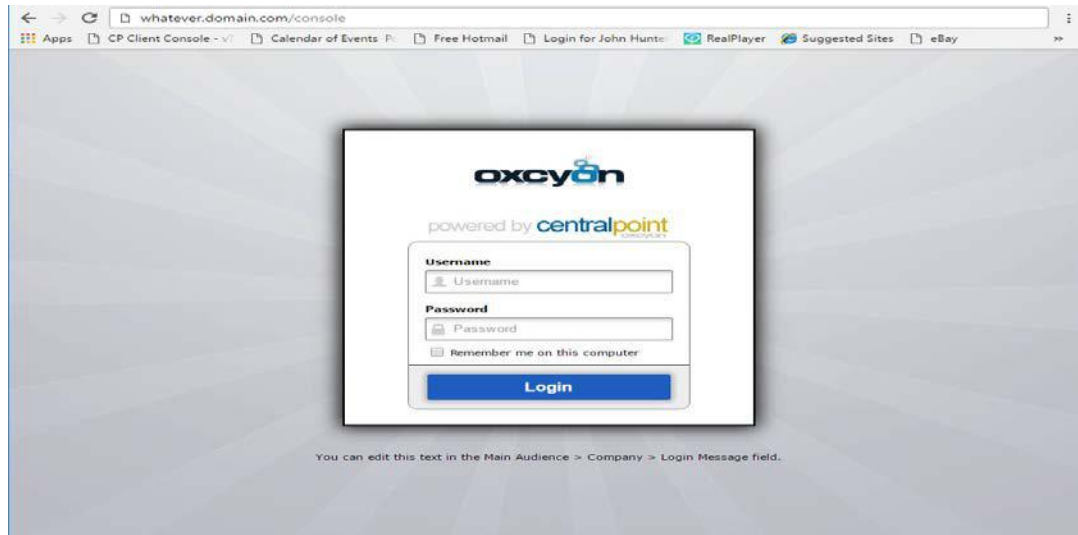 whatever.domain.com/console
Apps CP Client Console - v7 Calendar of Events Free Hotmail Login for John Hunte RealPlayer Suggested Sites eBay »
oxcyon
powered by centralpoint
oxcyon
Username
Username
Password
Password
Remember me on this computer
Login
You can edit this text in the Main Audience > Company > Login Message field.